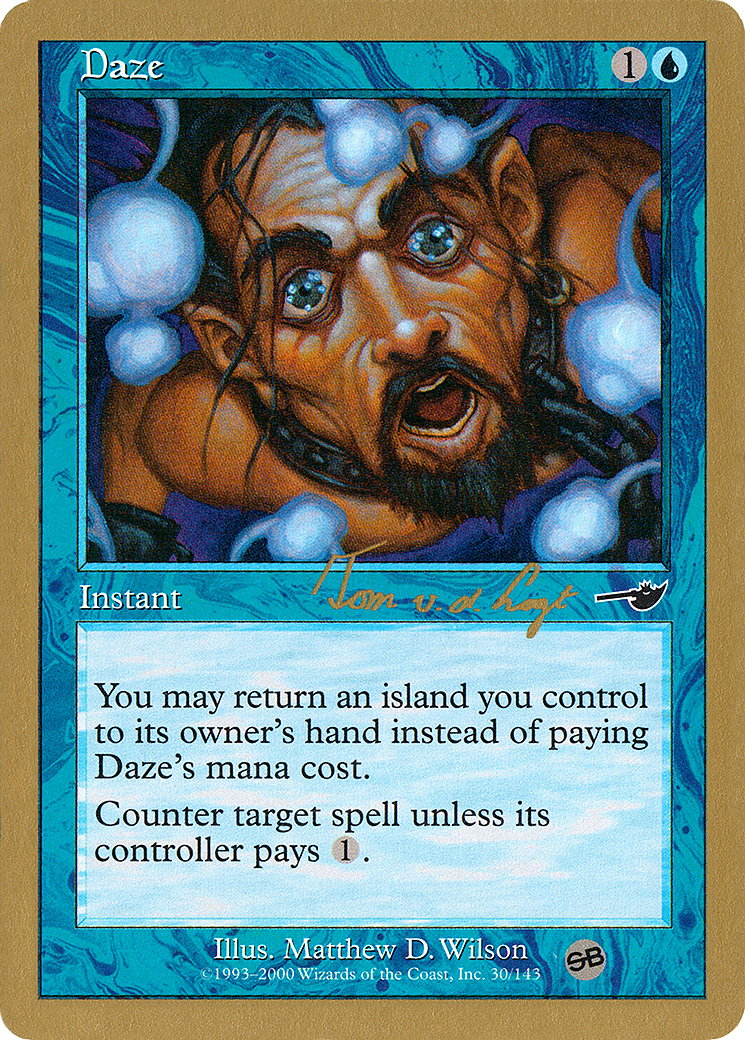 Daze 1
Instant Tom v.d. Logt
You may return an island you control
to its owner's hand instead of paying
Daze's mana cost.
Counter target spell unless its
controller pays 1.
Illus. Matthew D. Wilson
©1993–2000 Wizards of the Coast, Inc. 30/143
SB